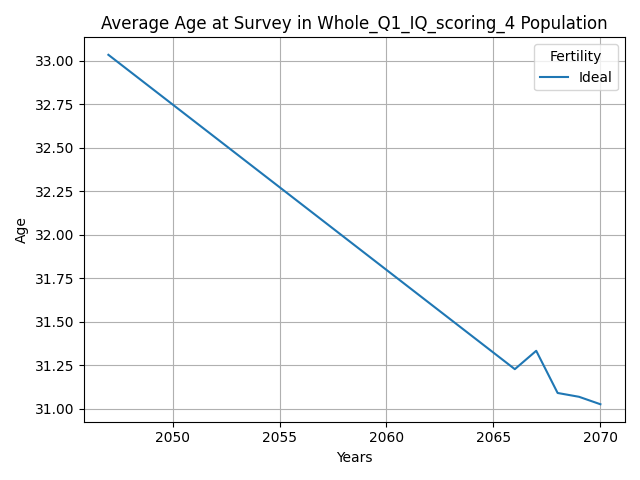 Average Age at Survey in Whole_Q1_IQ_scoring_4 Population
Fertility
Ideal
33.00
32.75
32.50
32.25
32.00
31.75
31.50
31.25
31.00
Age
2050
2055
2060
2065
2070
Years